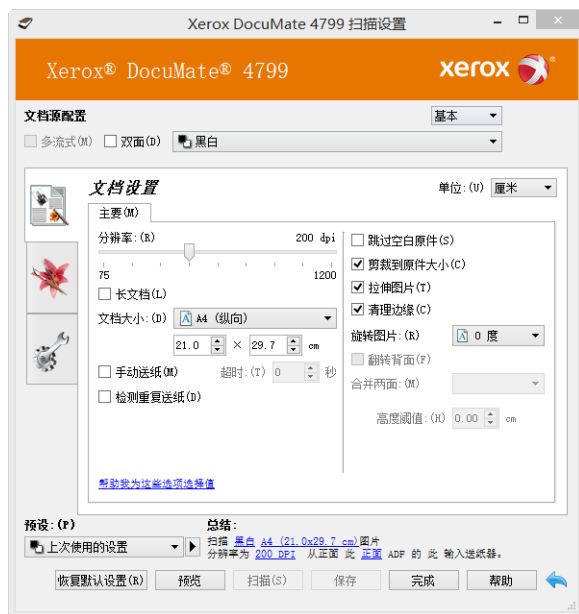 Xerox DocuMate 4799 扫描设置
Xerox® DocuMate® 4799
xerox
文档源配置
基本
多流式(M) 双面(D) 黑白
文档设置
单位:(U) 厘米
主要(M)
分辨率:(R) 200 dpi
75 1200
长文档(L)
文档大小:(D) A4 (纵向)
21.0 × 29.7 cm
手动送纸(M) 超时:(T) 0 秒
检测重复送纸(D)
跳过空白原件(S)
剪裁到原件大小(C)
拉伸图片(T)
清理边缘(C)
旋转图片:(R) 0 度
翻转背面(F)
合并两面:(M)
高度阈值:(H) 0.00 cm
帮助我为这些选项选择值
预设:(P)
上次使用的设置
总结:
扫描 黑白 A4 (21.0x29.7 cm)图片
分辨率为 200 DPI 从正面 此 正面 ADF 的 此 输入送纸器。
恢复默认设置(R) 预览 扫描(S) 保存 完成 帮助